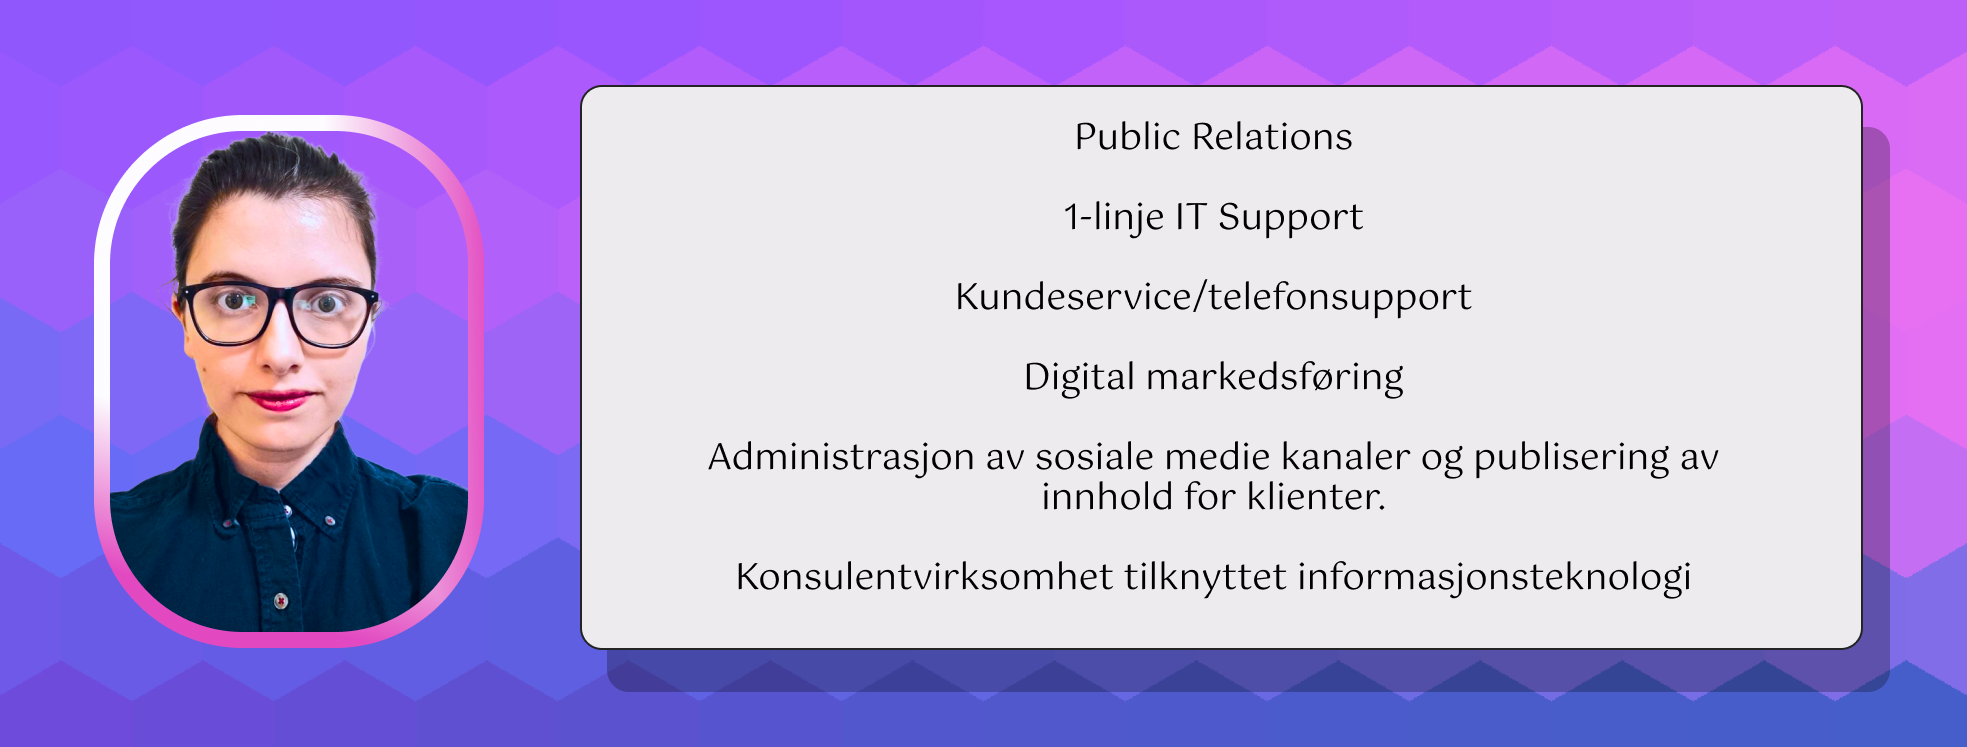 Public Relations
1-linje IT Support
Kundeservice/telefonsupport
Digital markedsføring
Administrasjon av sosiale medie kanaler og publisering av
innhold for klienter.
Konsulentvirksomhet tilknyttet informasjonsteknologi